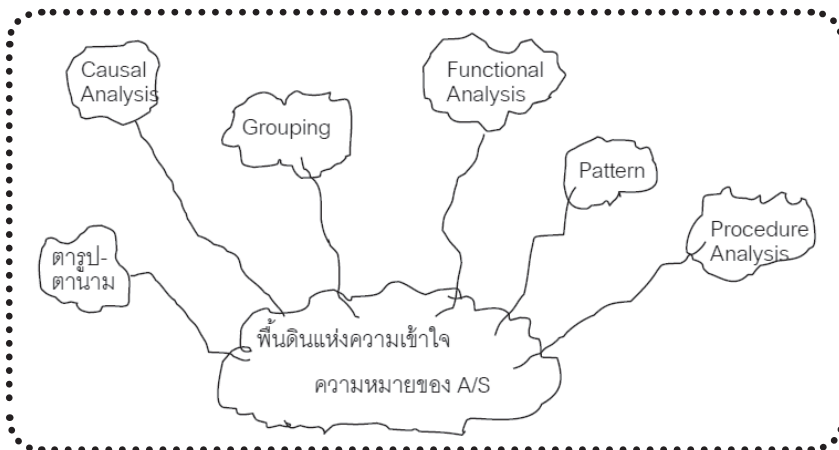 Causal
Analysis
Grouping
Functional
Analysis
Pattern
Procedure
Analysis
ตารูป-
ตานาม
พื้นดินแห่งความเข้าใจ
ความหมายของ A/S